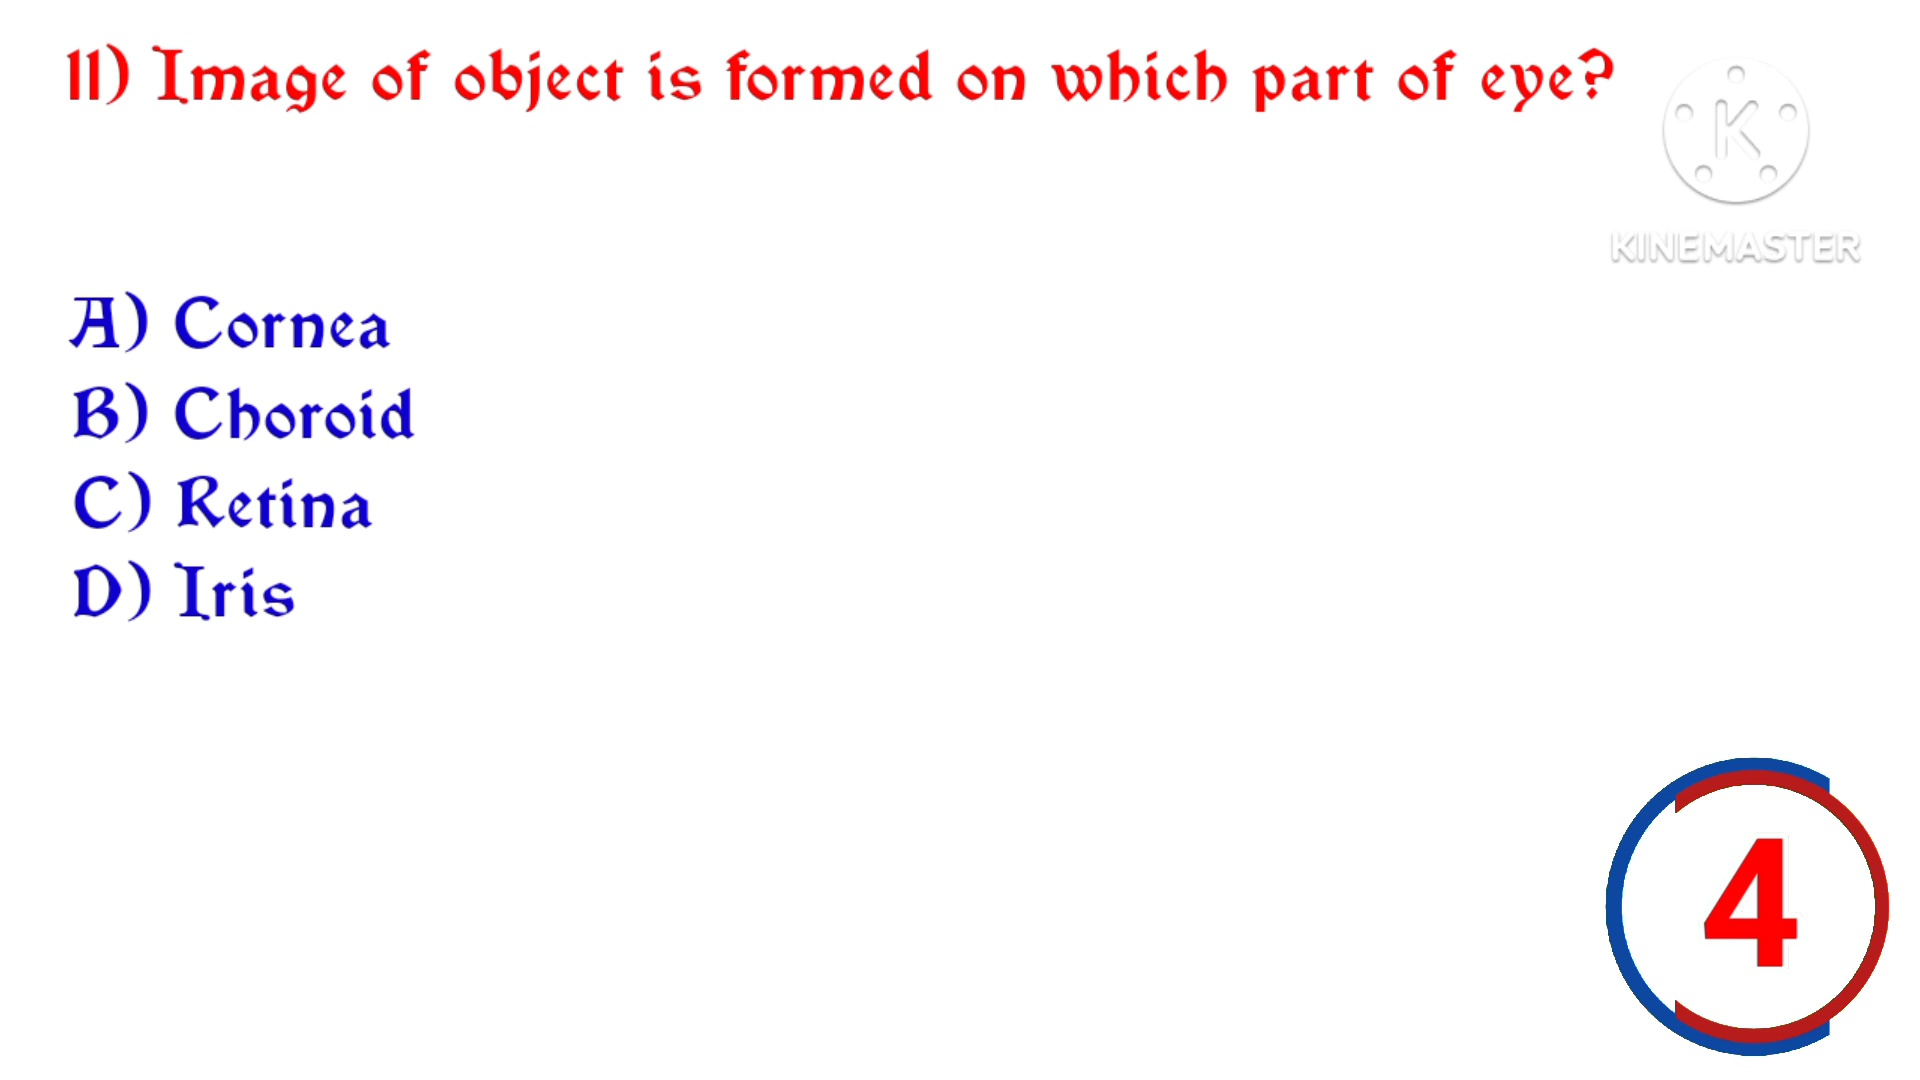 11) Image of object is formed on which part of eye?
K
KINEMASTER
A) Cornea
B) Choroid
C) Retina
D) Iris
4